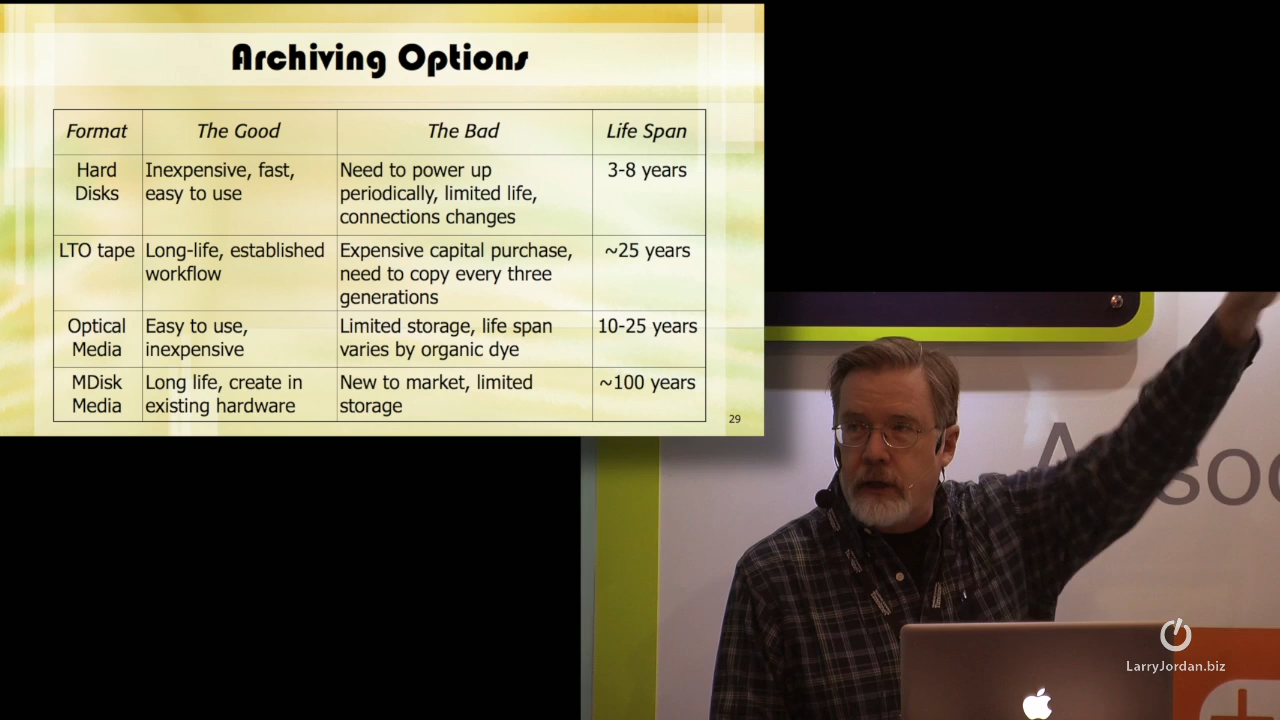 Archiving Options
Format The Good The Bad Life Span
Hard Inexpensive, fast, Need to power up 3-8 years
Disks easy to use periodically, limited life,
connections changes
LTO tape Long-life, established Expensive capital purchase, ~25 years
workflow need to copy every three
generations
Optical Easy to use, Limited storage, life span 10-25 years
Media inexpensive varies by organic dye
MDisk Long life, create in New to market, limited ~100 years
Media existing hardware storage
29
LarryJordan.biz